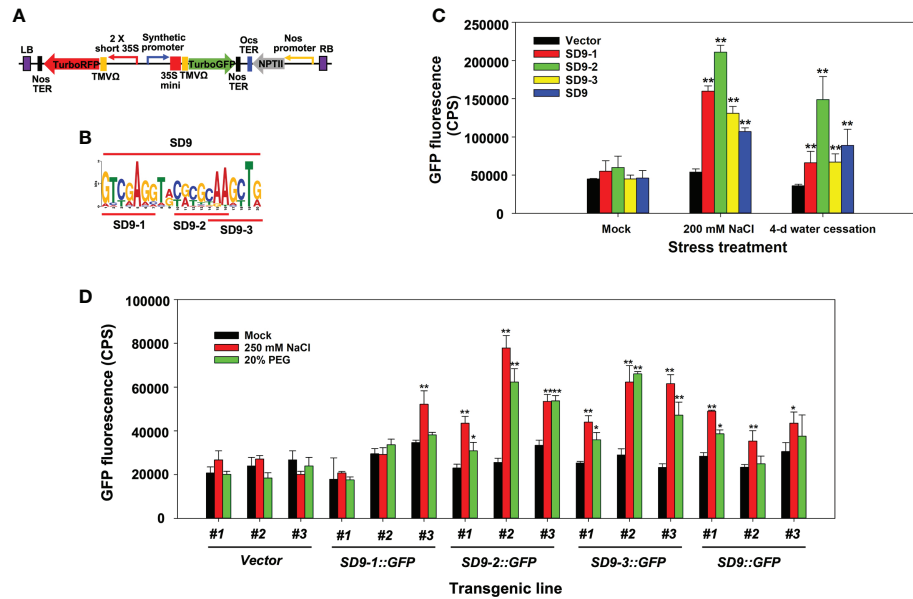 A
LB
Nos
TER
TurboRFP
TMVΩ
2 X
short 35S
Synthetic
promoter
35S
mini
TMVΩ
TurboGFP
Nos
TER
Ocs
TER
NPTII
Nos
promoter
RB
B
SD9
GTCGAGGTACGCGCAAGCTG
SD9-1
SD9-2
SD9-3
C
GFP fluorescence
(CPS)
250000
200000
150000
100000
50000
0
Vector
SD9-1
SD9-2
SD9-3
SD9
** ** ** **
** ** ** **
Mock
200 mM NaCl
4-d water cessation
Stress treatment
D
GFP fluorescence (CPS)
100000
80000
60000
40000
20000
0
Mock
250 mM NaCl
20% PEG
** ** * ** ** **** ** * ** ** ** ** ** * ** *
#1 #2 #3 #1 #2 #3 #1 #2 #3 #1 #2 #3 #1 #2 #3
Vector SD9-1::GFP SD9-2::GFP SD9-3::GFP SD9::GFP
Transgenic line